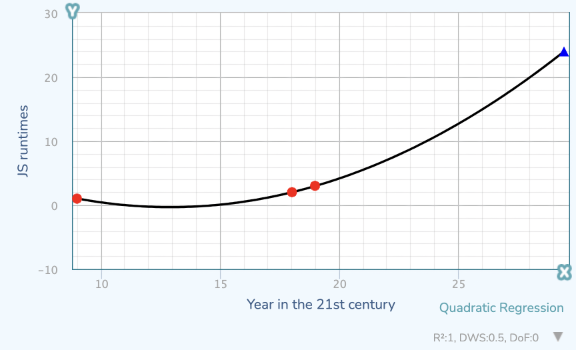 Y
30
20
10
0
-10
JS runtimes
10
15
20
25
X
Year in the 21st century
Quadratic Regression
R²:1, DWS:0.5, DoF:0 ▼